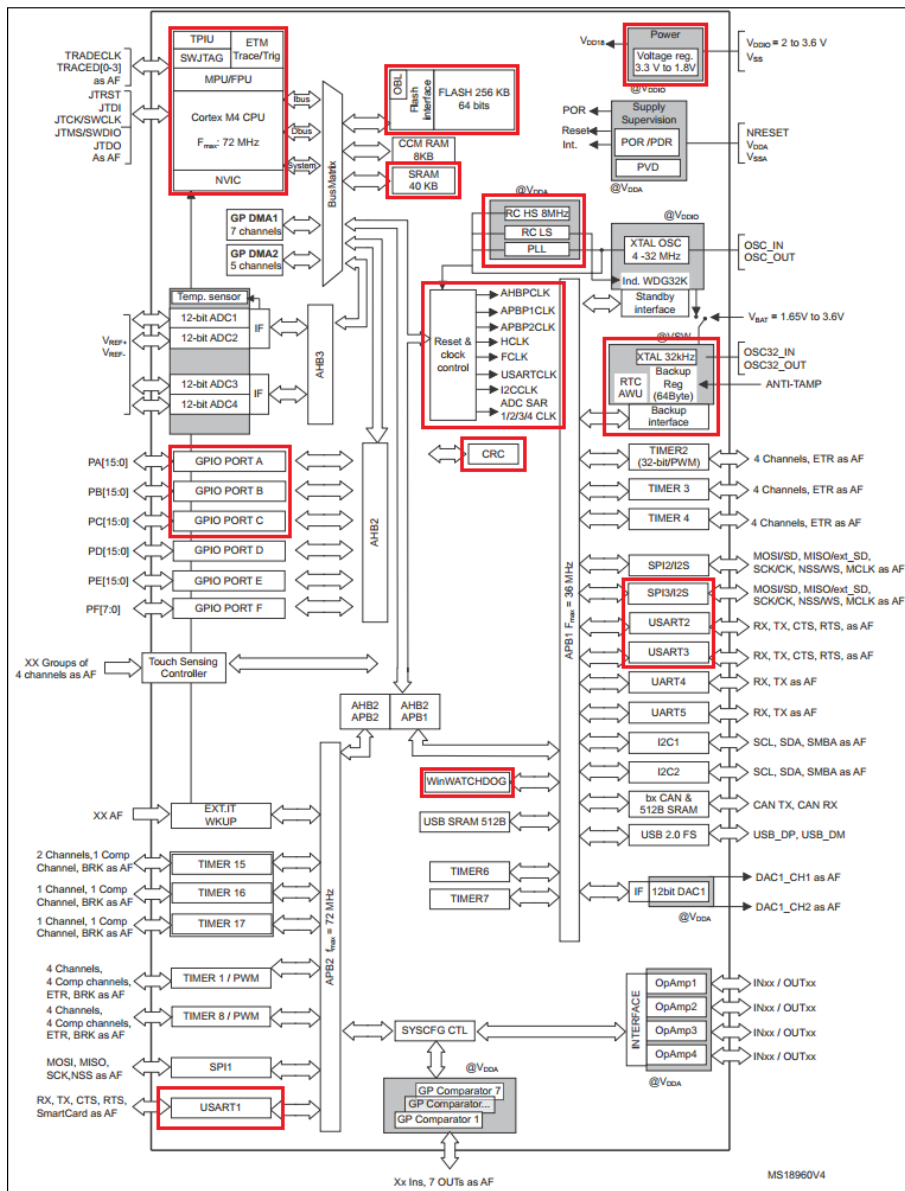 TPIU
ETM
Trace/Trig
SWJTAG
MPU/FPU
Cortex M4 CPU
Fmax: 72 MHz
NVIC
TRADECLK
TRACED[0-3]
as AF
JTRST
JTDI
JTCK/SWCLK
JTMS/SWDIO
JTDO
As AF
Ibus
Dbus
System
BusMatrix
OBL
Flash interface
FLASH 256 KB
64 bits
CCM RAM
8KB
SRAM
40 KB
GP DMA1
7 channels
GP DMA2
5 channels
Power
VDD18
Voltage reg.
3.3 V to 1.8V
VDDIO = 2 to 3.6 V
VSS
@VDDIO
Supply
Supervision
POR
Reset
Int.
POR /PDR
PVD
NRESET
VDDA
VSSA
@VDDA
@VDDA
RC HS 8MHz
RC LS
PLL
@VDDIO
XTAL OSC
4 -32 MHz
OSC_IN
OSC_OUT
Ind. WDG32K
Standby
interface
VBAT = 1.65V to 3.6V
@VSW
XTAL 32kHz
OSC32_IN
OSC32_OUT
RTC
AWU
Backup
Reg
(64Byte)
ANTI-TAMP
Backup
interface
Reset &
clock
control
AHBPCLK
APBP1CLK
APBP2CLK
HCLK
FCLK
USARTCLK
I2CCLK
ADC SAR
1/2/3/4 CLK
CRC
Temp. sensor
12-bit ADC1
12-bit ADC2
IF
VREF+
VREF-
12-bit ADC3
12-bit ADC4
IF
AHB3
PA[15:0]
GPIO PORT A
PB[15:0]
GPIO PORT B
PC[15:0]
GPIO PORT C
PD[15:0]
GPIO PORT D
PE[15:0]
GPIO PORT E
PF[7:0]
GPIO PORT F
AHB2
XX Groups of
4 channels as AF
Touch Sensing
Controller
AHB2
APB2
AHB2
APB1
APB1 Fmax = 36 MHz
TIMER2
(32-bit/PWM)
4 Channels, ETR as AF
TIMER 3
4 Channels, ETR as AF
TIMER 4
4 Channels, ETR as AF
SPI2/I2S
MOSI/SD, MISO/ext_SD,
SCK/CK, NSS/WS, MCLK as AF
SPI3/I2S
MOSI/SD, MISO/ext_SD,
SCK/CK, NSS/WS, MCLK as AF
USART2
RX, TX, CTS, RTS, as AF
USART3
RX, TX, CTS, RTS, as AF
UART4
RX, TX as AF
UART5
RX, TX as AF
I2C1
SCL, SDA, SMBA as AF
I2C2
SCL, SDA, SMBA as AF
bx CAN &
512B SRAM
CAN TX, CAN RX
USB 2.0 FS
USB_DP, USB_DM
IF
12bit DAC1
DAC1_CH1 as AF
DAC1_CH2 as AF
@VDDA
WinWATCHDOG
USB SRAM 512B
TIMER6
TIMER7
XX AF
EXT.IT
WKUP
2 Channels,1 Comp
Channel, BRK as AF
TIMER 15
1 Channel, 1 Comp
Channel, BRK as AF
TIMER 16
1 Channel, 1 Comp
Channel, BRK as AF
TIMER 17
4 Channels,
4 Comp channels,
ETR, BRK as AF
TIMER 1 / PWM
4 Channels,
4 Comp channels,
ETR, BRK as AF
TIMER 8 / PWM
MOSI, MISO,
SCK,NSS as AF
SPI1
RX, TX, CTS, RTS,
SmartCard as AF
USART1
APB2 fmax = 72 MHz
SYSCFG CTL
INTERFACE
OpAmp1
INxx / OUTxx
OpAmp2
INxx / OUTxx
OpAmp3
INxx / OUTxx
OpAmp4
INxx / OUTxx
@VDDA
@VDDA
GP Comparator 7
GP Comparator...
GP Comparator 1
Xx Ins, 7 OUTs as AF
MS18960V4